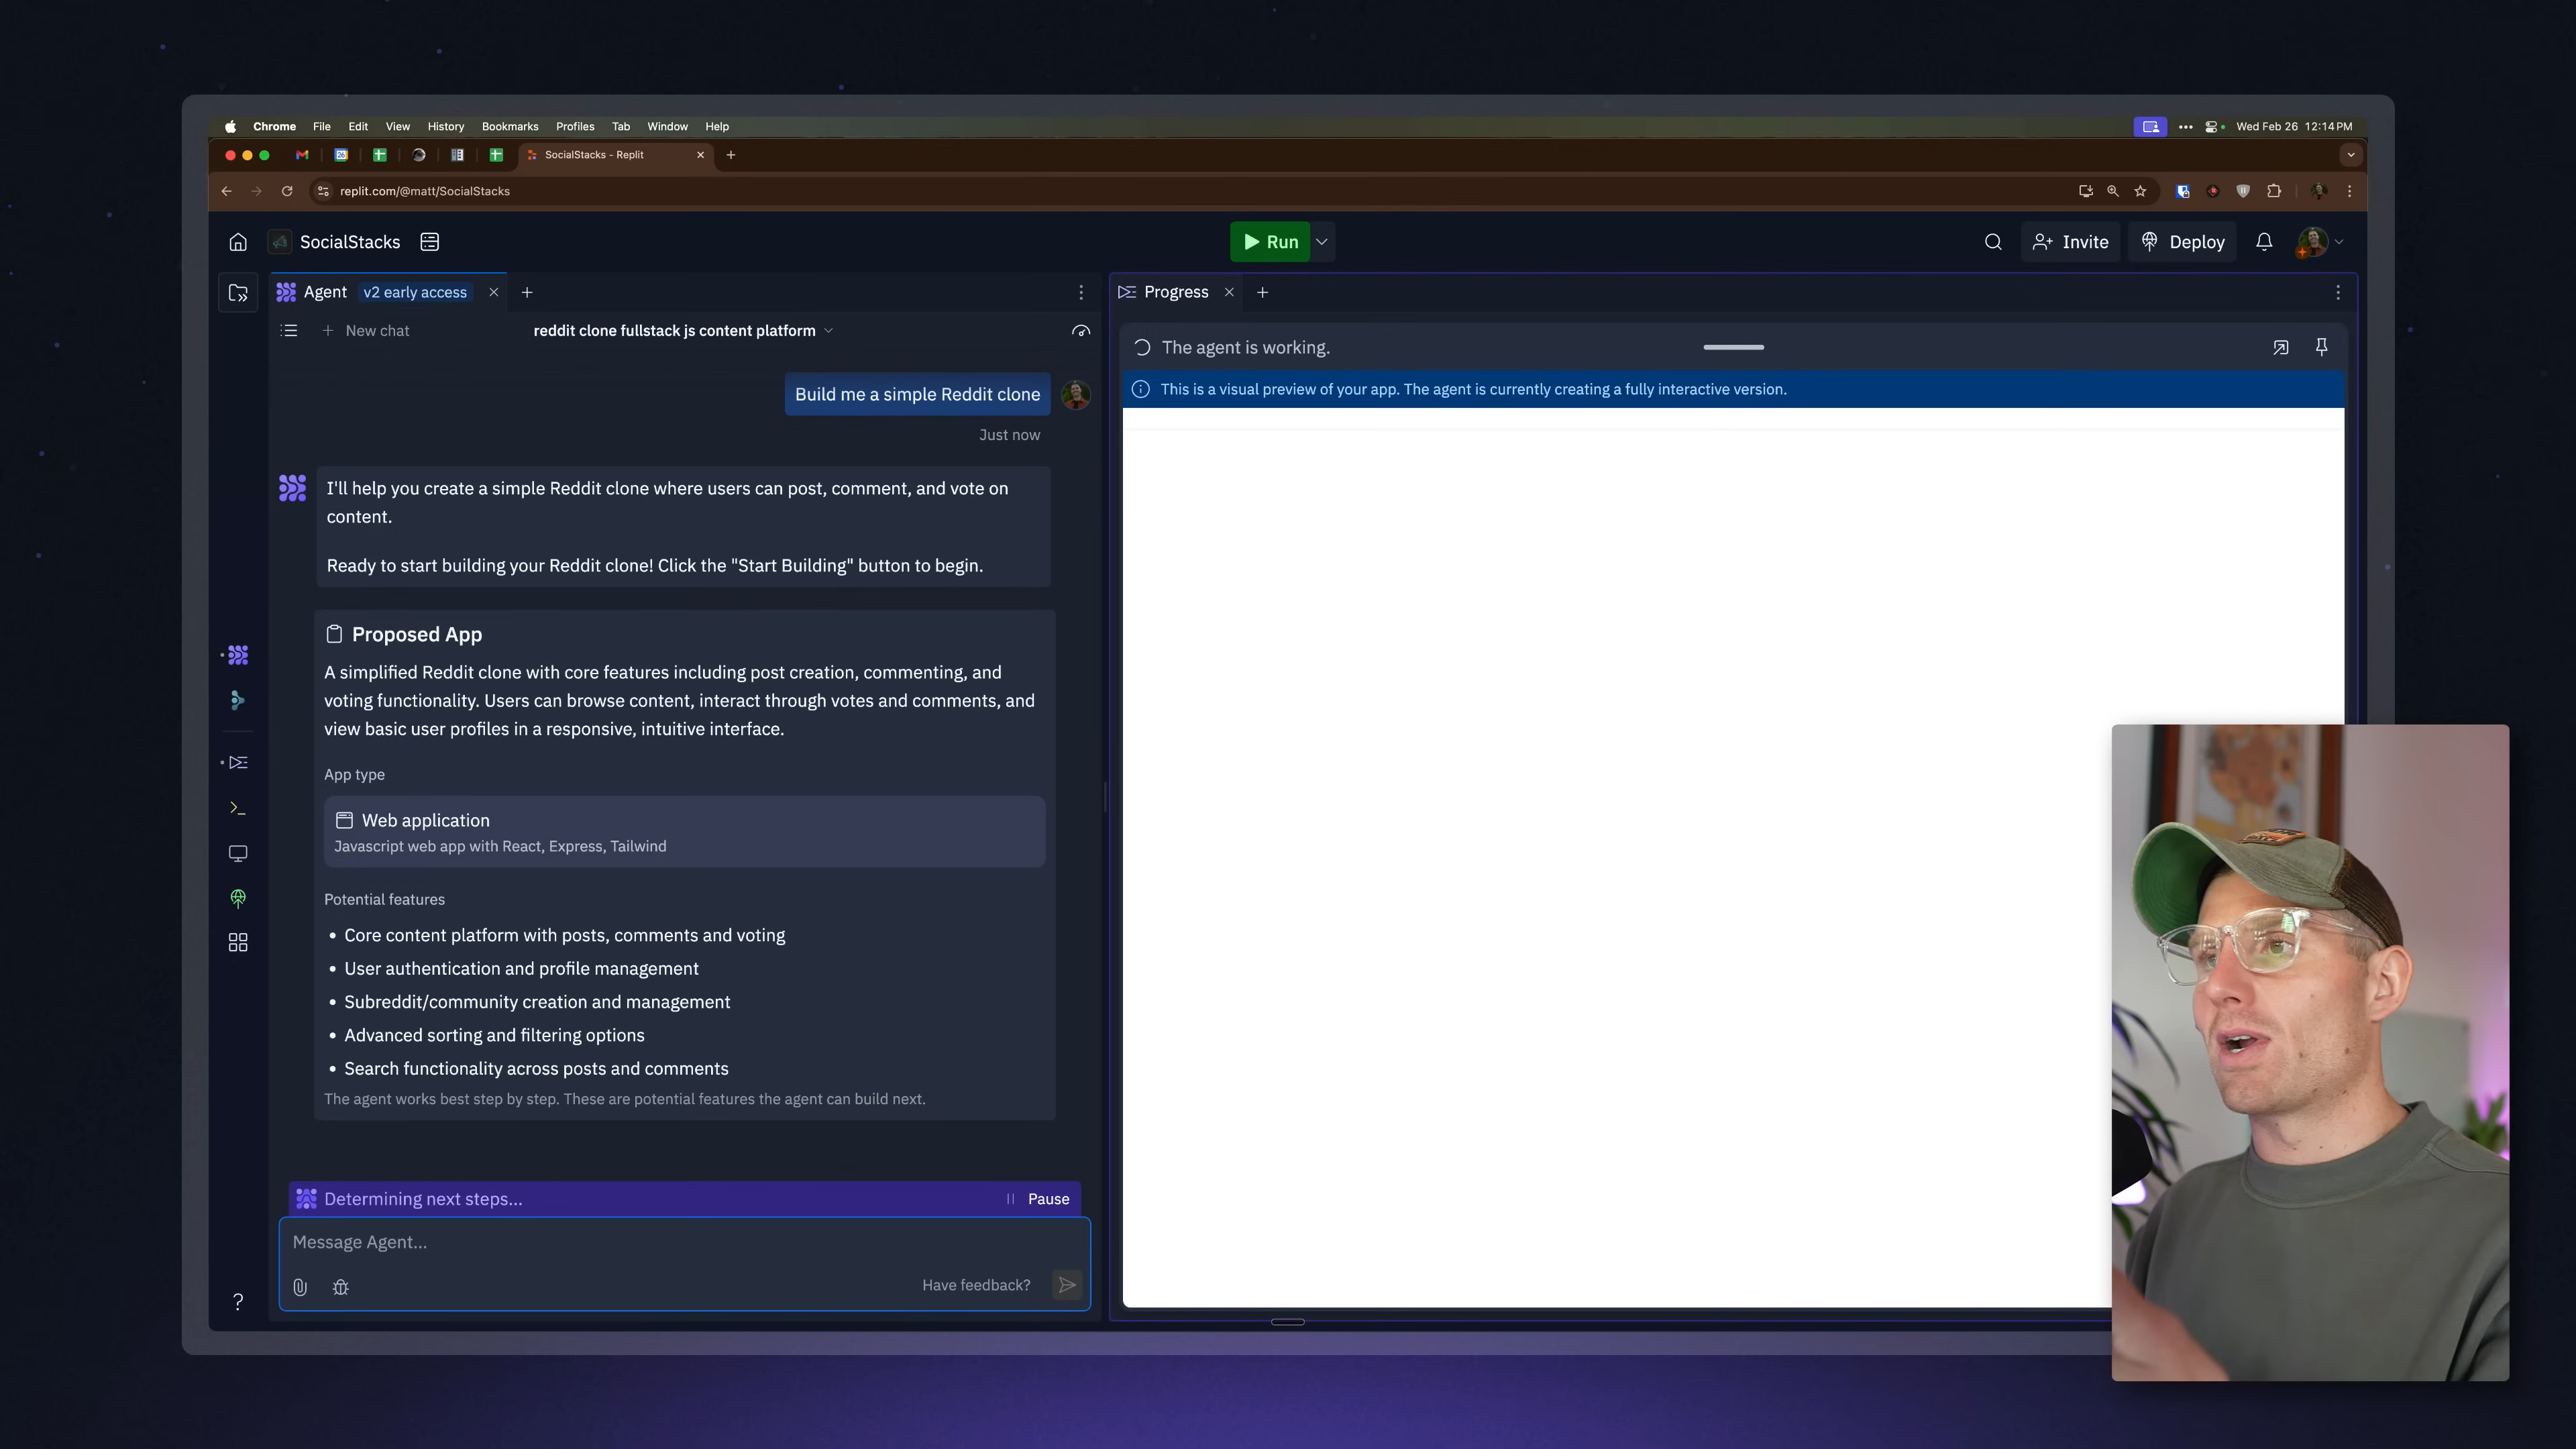 Chrome File Edit View History Bookmarks Profiles Tab Window Help
Wed Feb 26 12:14 PM
SocialStacks - Replit
replit.com/@matt/SocialStacks
SocialStacks
Run
Invite
Deploy
Agent v2 early access
Progress
New chat
reddit clone fullstack js content platform
The agent is working.
This is a visual preview of your app. The agent is currently creating a fully interactive version.
Build me a simple Reddit clone
Just now
I'll help you create a simple Reddit clone where users can post, comment, and vote on
content.
Ready to start building your Reddit clone! Click the "Start Building" button to begin.
Proposed App
A simplified Reddit clone with core features including post creation, commenting, and
voting functionality. Users can browse content, interact through votes and comments, and
view basic user profiles in a responsive, intuitive interface.
App type
Web application
Javascript web app with React, Express, Tailwind
Potential features
• Core content platform with posts, comments and voting
• User authentication and profile management
• Subreddit/community creation and management
• Advanced sorting and filtering options
• Search functionality across posts and comments
The agent works best step by step. These are potential features the agent can build next.
Determining next steps...
Pause
Message Agent...
Have feedback?
?